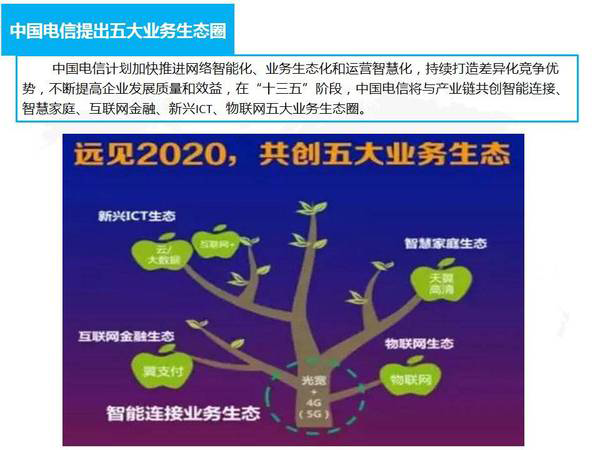 中国电信提出五大业务生态圈
中国电信计划加快推进网络智能化、业务生态化和运营智慧化，持续打造差异化竞争优
势，不断提高企业发展质量和效益，在“十三五”阶段，中国电信将与产业链共创智能连接、
智慧家庭、互联网金融、新兴ICT、物联网五大业务生态圈。
远见2020，共创五大业务生态
新兴ICT生态
云/
大数据
互联网+
智慧家庭生态
天翼
高清
互联网金融生态
翼支付
物联网生态
物联网
光宽
+
4G
（5G）
智能连接业务生态